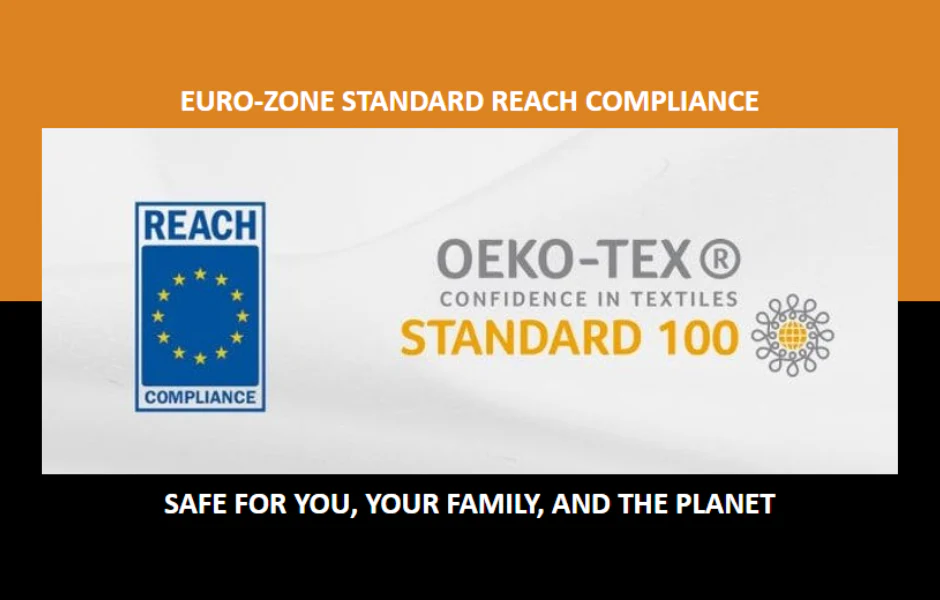 EURO-ZONE STANDARD REACH COMPLIANCE
REACH
COMPLIANCE
OEKO-TEX®
CONFIDENCE IN TEXTILES
STANDARD 100
SAFE FOR YOU, YOUR FAMILY, AND THE PLANET